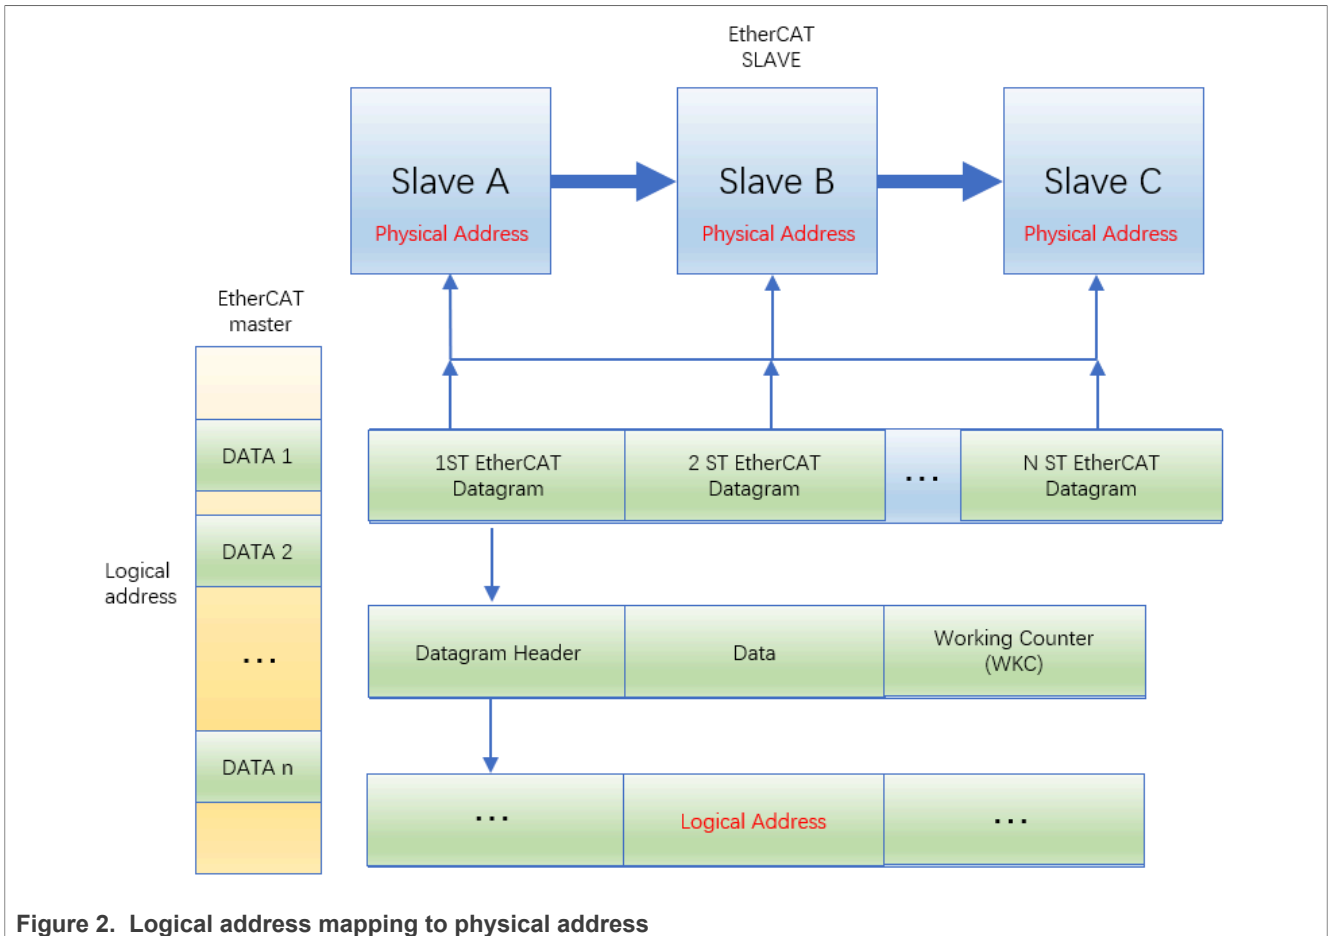 EtherCAT
SLAVE
Slave A
Physical Address
Slave B
Physical Address
Slave C
Physical Address
EtherCAT
master
Logical
address
DATA 1
DATA 2
...
DATA n
1ST EtherCAT
Datagram
2 ST EtherCAT
Datagram
...
N ST EtherCAT
Datagram
Datagram Header
Data
Working Counter
(WKC)
...
Logical Address
...
Figure 2. Logical address mapping to physical address